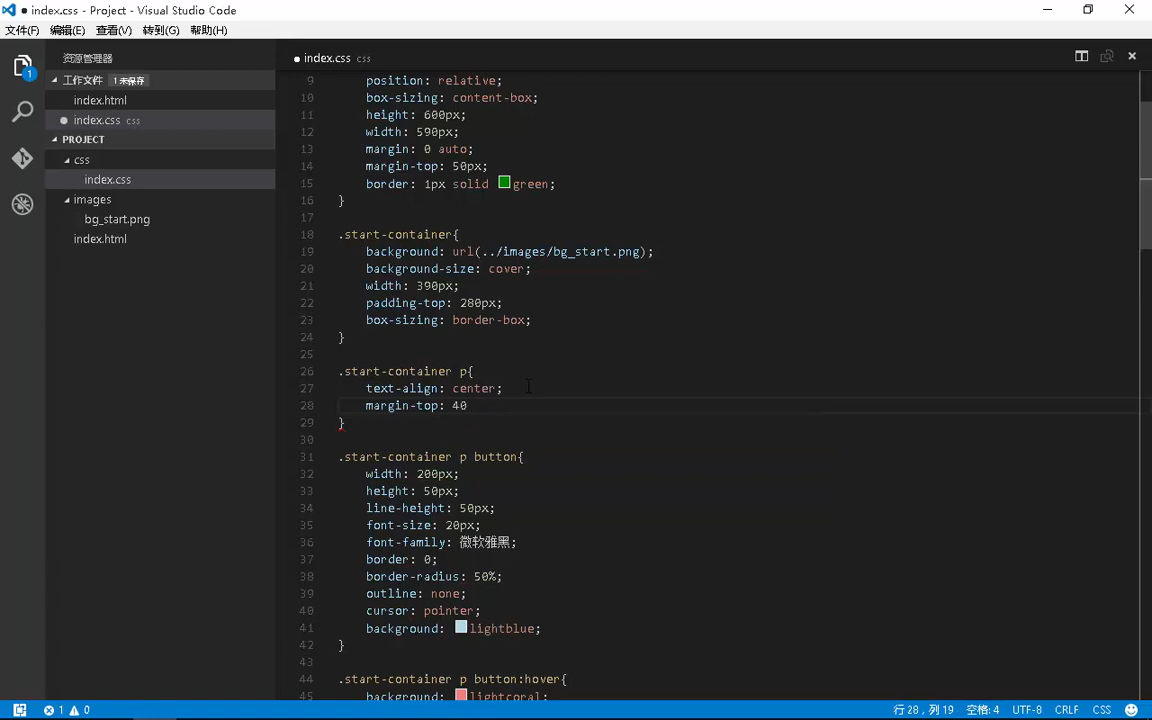 ● index.css - Project - Visual Studio Code
文件(F) 编辑(E) 查看(V) 转到(G) 帮助(H)
资源管理器
工作文件 1 未保存
index.html
index.css css
PROJECT
css
index.css
images
bg_start.png
index.html
1
● index.css css
9 position: relative;
10 box-sizing: content-box;
11 height: 600px;
12 width: 590px;
13 margin: 0 auto;
14 margin-top: 50px;
15 border: 1px solid green;
16 }
17
18 .start-container{
19 background: url(../images/bg_start.png);
20 background-size: cover;
21 width: 390px;
22 padding-top: 280px;
23 box-sizing: border-box;
24 }
25
26 .start-container p{
27 text-align: center;
28 margin-top: 40
29 }
30
31 .start-container p button{
32 width: 200px;
33 height: 50px;
34 line-height: 50px;
35 font-size: 20px;
36 font-family: 微软雅黑;
37 border: 0;
38 border-radius: 50%;
39 outline: none;
40 cursor: pointer;
41 background: lightblue;
42 }
43
44 .start-container p button:hover{
45 background: lightcoral;
1 0
行 28，列 19 空格: 4 UTF-8 CRLF CSS